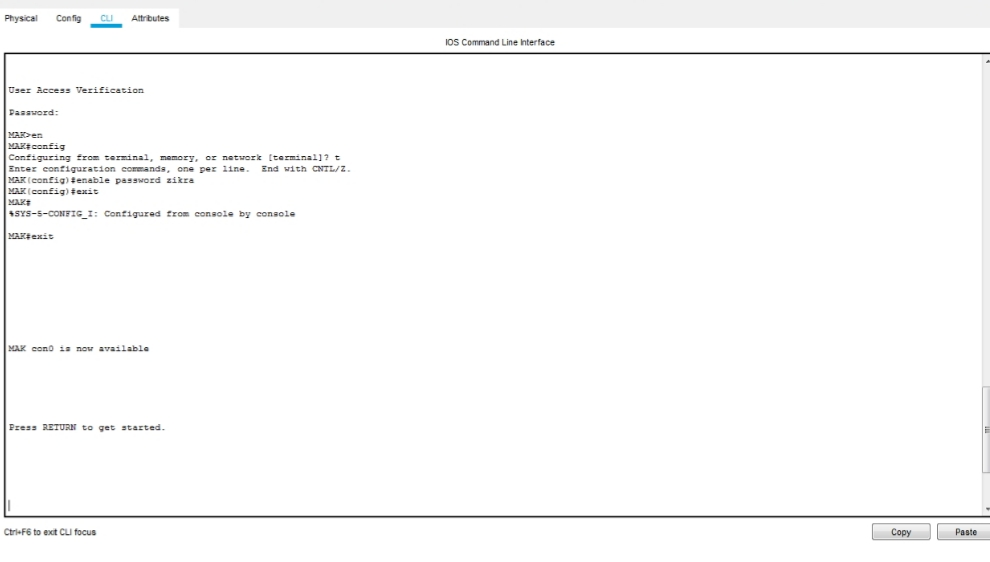 Physical Config CLI Attributes
IOS Command Line Interface
User Access Verification
Password:
MAK>en
MAK#config
Configuring from terminal, memory, or network [terminal]? t
Enter configuration commands, one per line.  End with CNTL/Z.
MAK(config)#enable password zikra
MAK(config)#exit
MAK#
%SYS-5-CONFIG_I: Configured from console by console
MAK#exit
MAK con0 is now available
Press RETURN to get started.
Ctrl+F6 to exit CLI focus
Copy Paste